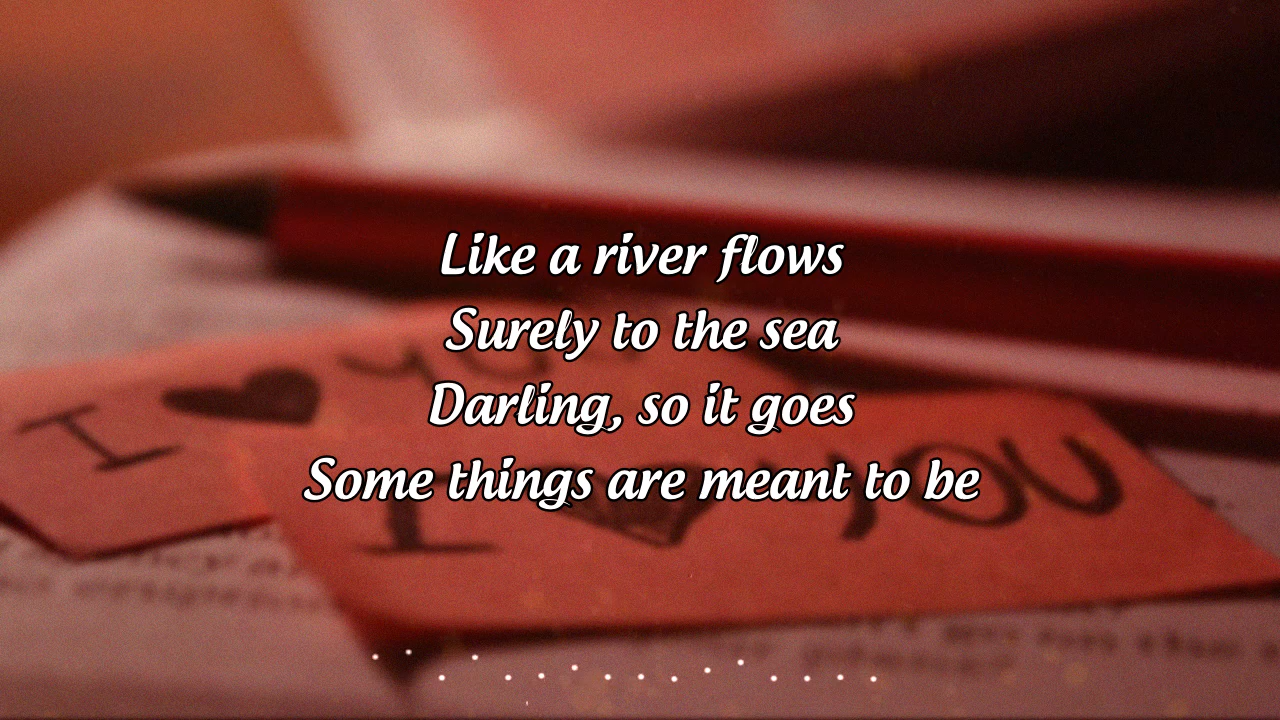 Like a river flows
Surely to the sea
Darling, so it goes
Some things are meant to be
I ♥ YOU
I ♥ YOU